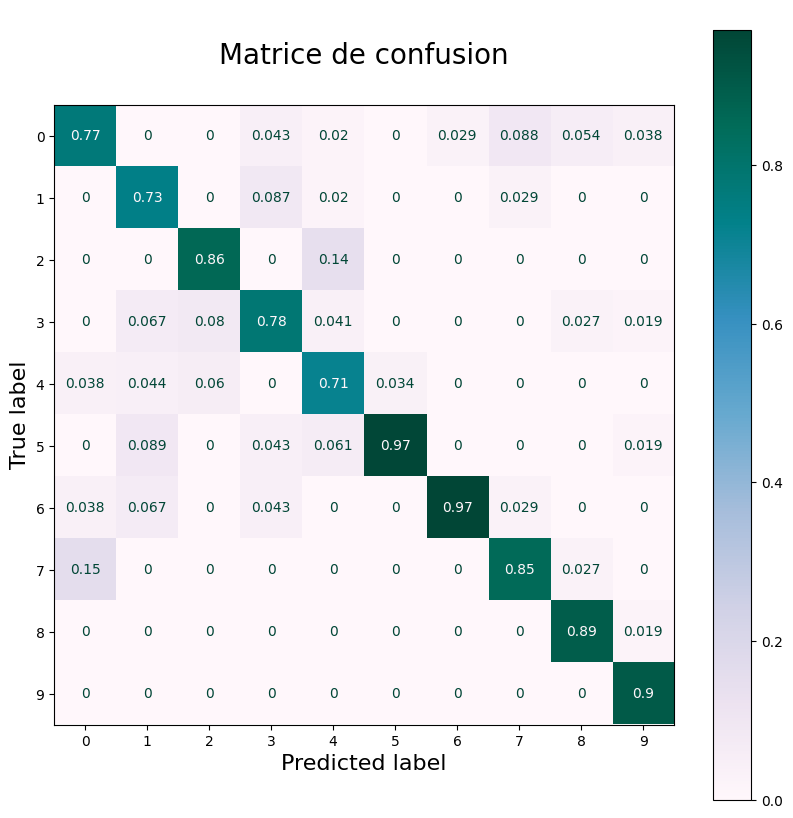 Matrice de confusion
0 0.77 0 0 0.043 0.02 0 0.029 0.088 0.054 0.038
1 0 0.73 0 0.087 0.02 0 0 0.029 0 0
2 0 0 0.86 0 0.14 0 0 0 0 0
3 0 0.067 0.08 0.78 0.041 0 0 0 0.027 0.019
4 0.038 0.044 0.06 0 0.71 0.034 0 0 0 0
5 0 0.089 0 0.043 0.061 0.97 0 0 0 0.019
6 0.038 0.067 0 0.043 0 0 0.97 0.029 0 0
7 0.15 0 0 0 0 0 0 0.85 0.027 0
8 0 0 0 0 0 0 0 0 0.89 0.019
9 0 0 0 0 0 0 0 0 0 0.9
0 1 2 3 4 5 6 7 8 9
True label
Predicted label
0.8
0.6
0.4
0.2
0.0